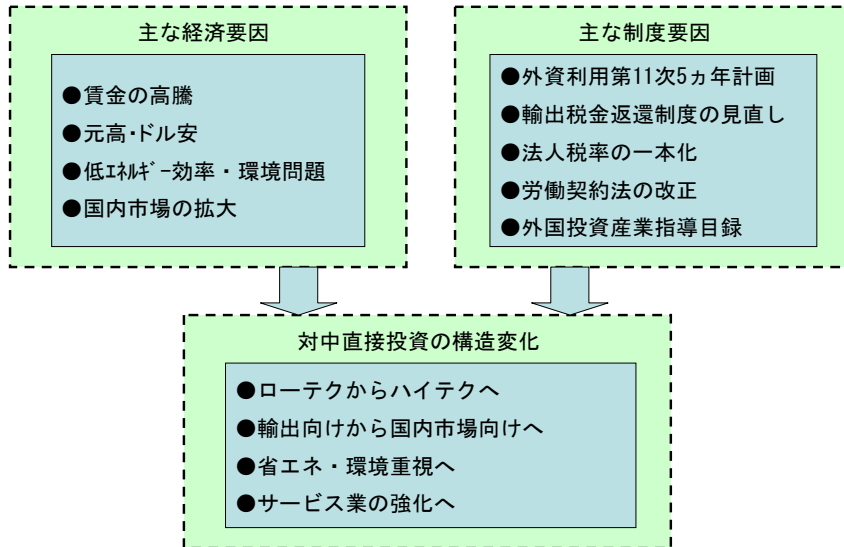 主な経済要因
●賃金の高騰
●元高・ドル安
●低ｴﾈﾙｷﾞｰ効率・環境問題
●国内市場の拡大
主な制度要因
●外資利用第11次5ヵ年計画
●輸出税金返還制度の見直し
●法人税率の一本化
●労働契約法の改正
●外国投資産業指導目録
対中直接投資の構造変化
●ローテクからハイテクへ
●輸出向けから国内市場向けへ
●省エネ・環境重視へ
●サービス業の強化へ